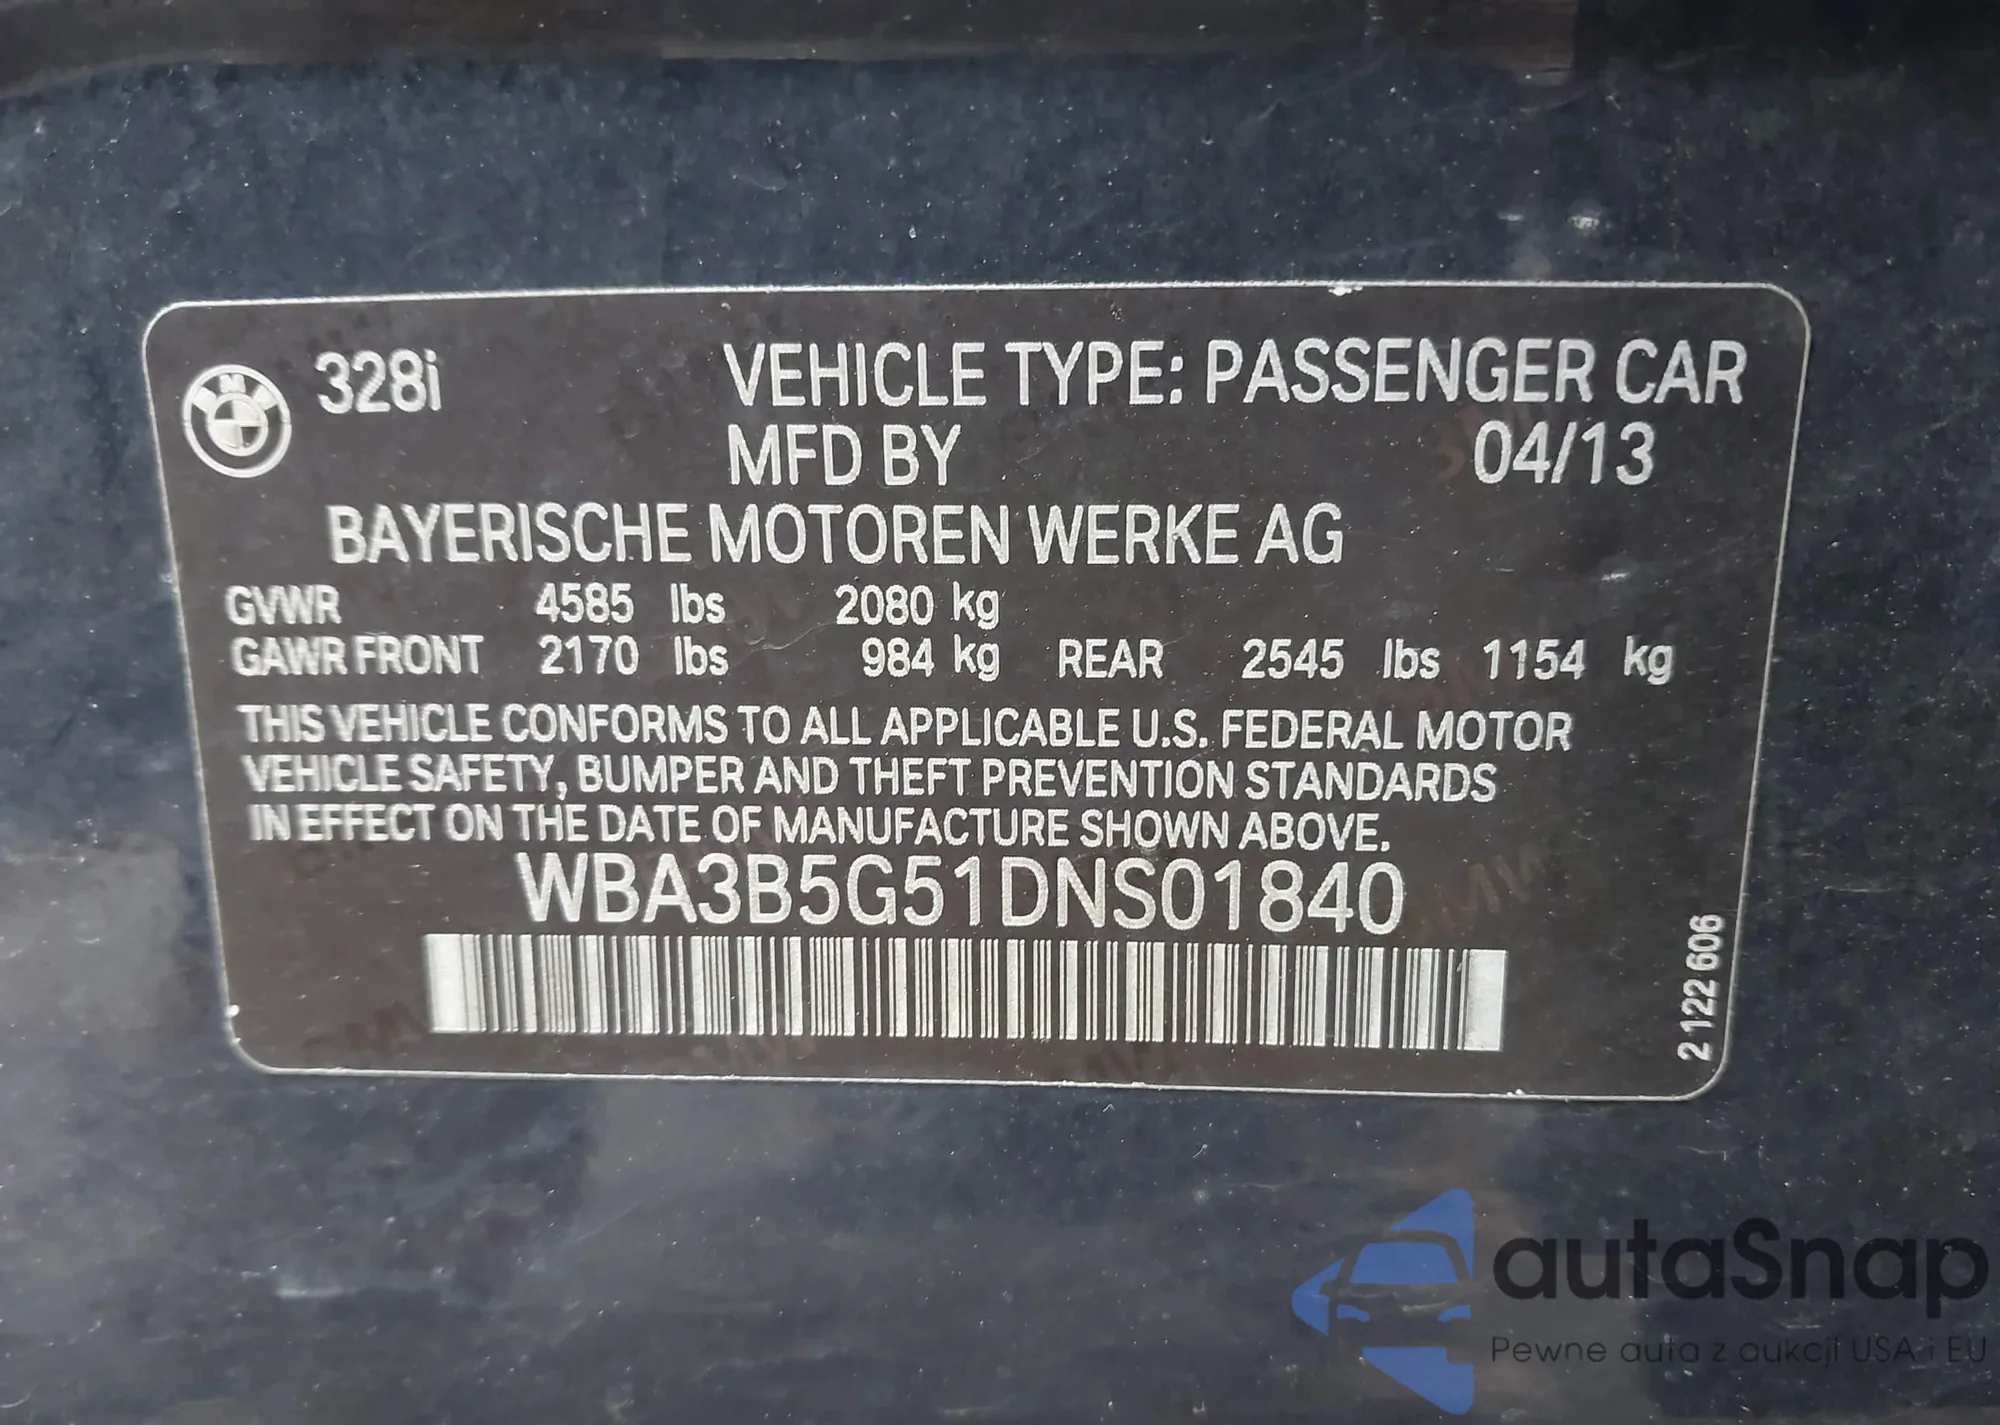 BMW 328i VEHICLE TYPE: PASSENGER CAR
MFD BY 04/13
BAYERISCHE MOTOREN WERKE AG
GVWR 4585 lbs 2080 kg
GAWR FRONT 2170 lbs 984 kg REAR 2545 lbs 1154 kg
THIS VEHICLE CONFORMS TO ALL APPLICABLE U.S. FEDERAL MOTOR
VEHICLE SAFETY, BUMPER AND THEFT PREVENTION STANDARDS
IN EFFECT ON THE DATE OF MANUFACTURE SHOWN ABOVE.
WBA3B5G51DNS01840
2 122 606
autaSnap
Pewne auta z aukcji USA i EU